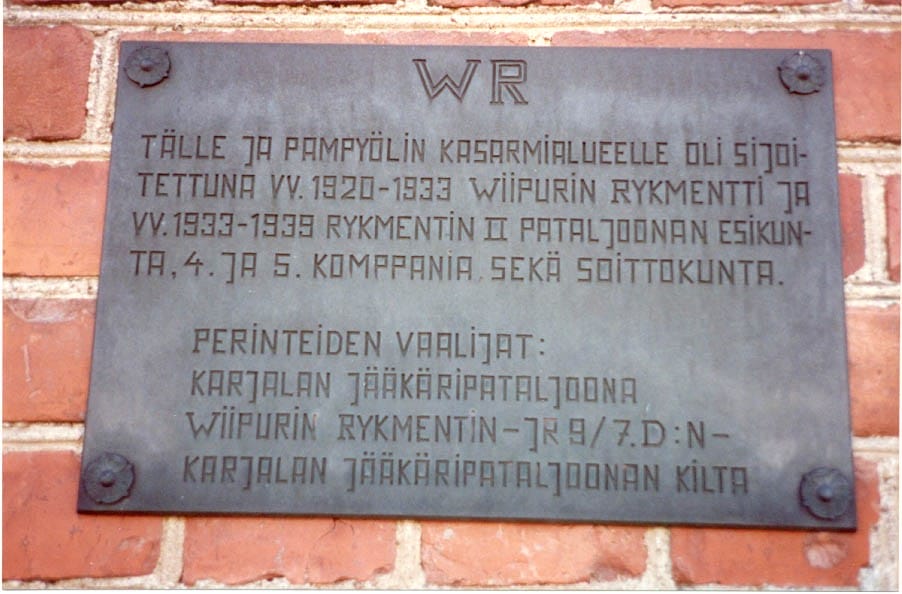 WR
TÄLLE JA PAMPYÖLIN KASARMIALUEELLE OLI SIJOI-
TETTUNA VV. 1920-1933 WIIPURIN RYKMENTTI JA
VV. 1933-1939 RYKMENTIN II PATALJOONAN ESIKUN-
TA, 4. JA 5. KOMPPANIA SEKÄ SOITTOKUNTA.
PERINTEIDEN VAALIJAT:
KARJALAN JÄÄKÄRIPATALJOONA
WIIPURIN RYKMENTIN-JR 9/7.D:N-
KARJALAN JÄÄKÄRIPATALJOONAN KILTA